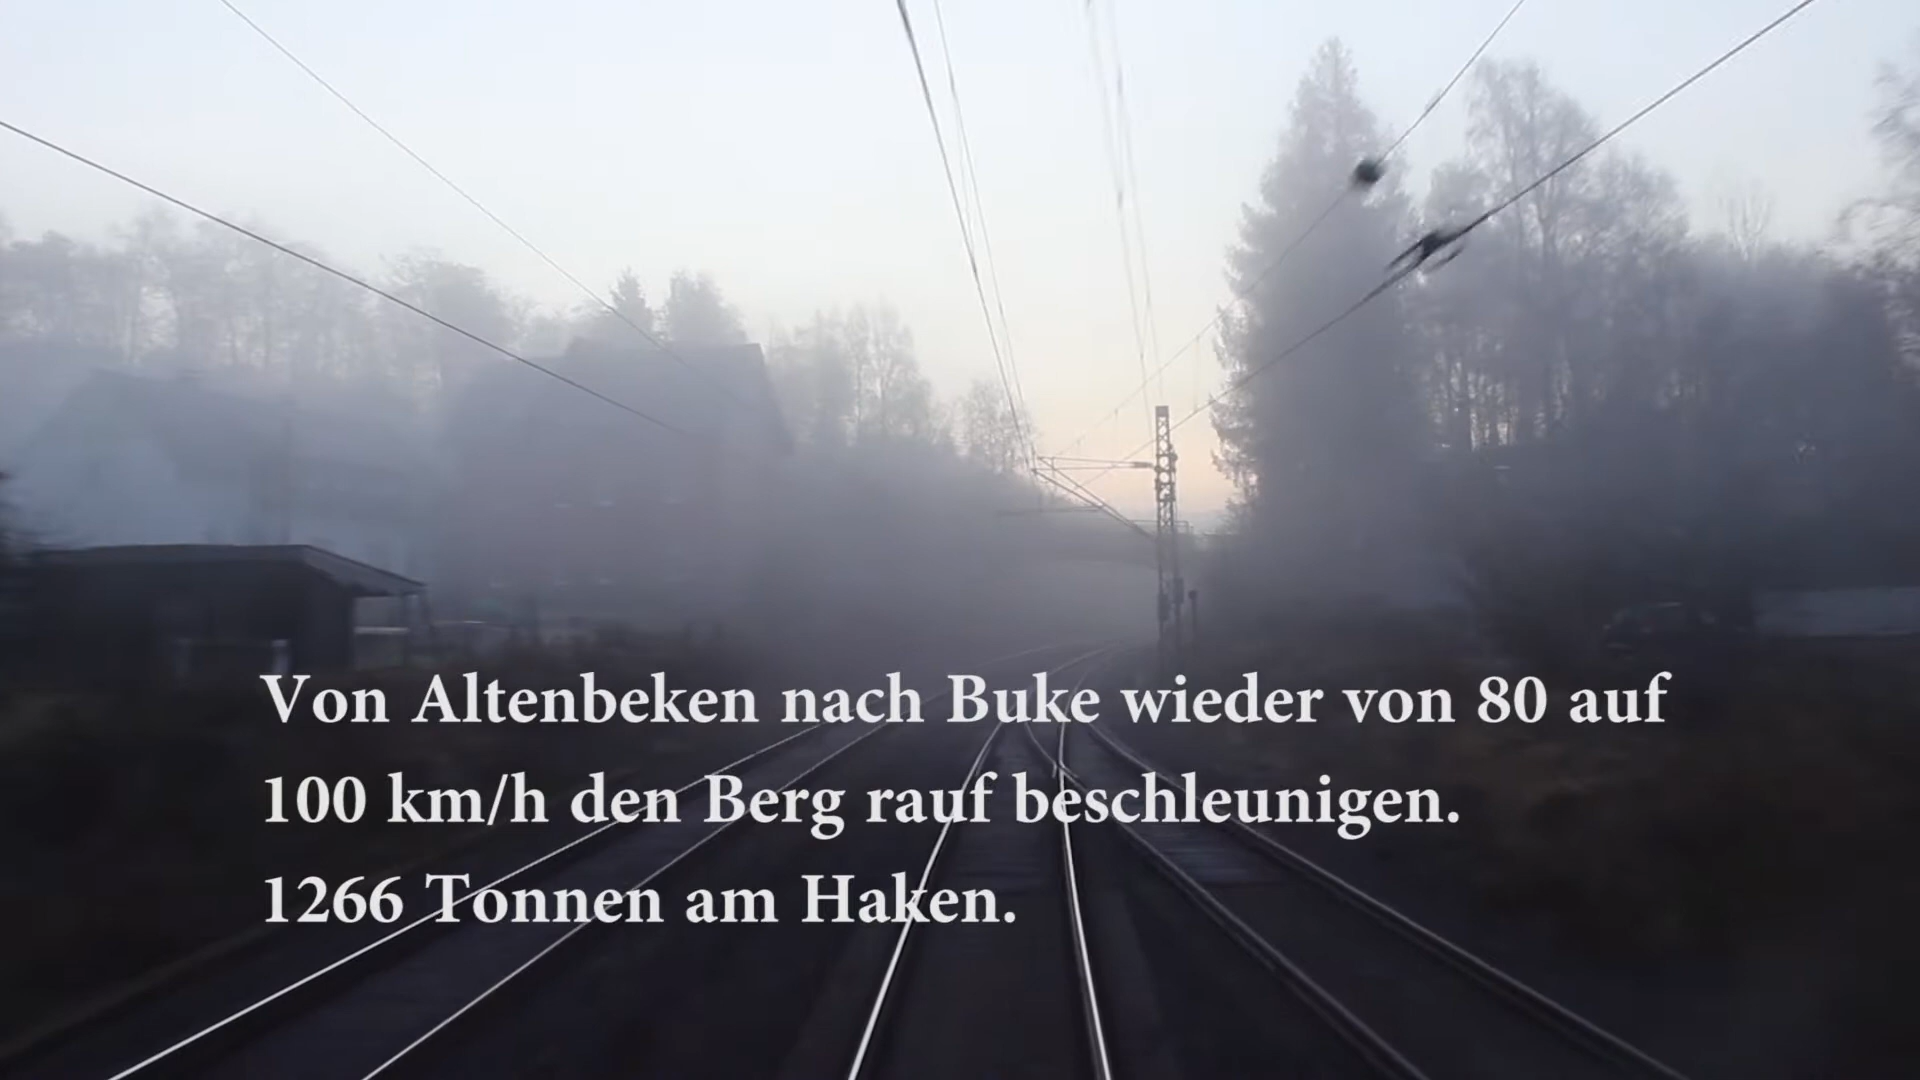 Von Altenbeken nach Buke wieder von 80 auf
100 km/h den Berg rauf beschleunigen.
1266 Tonnen am Haken.